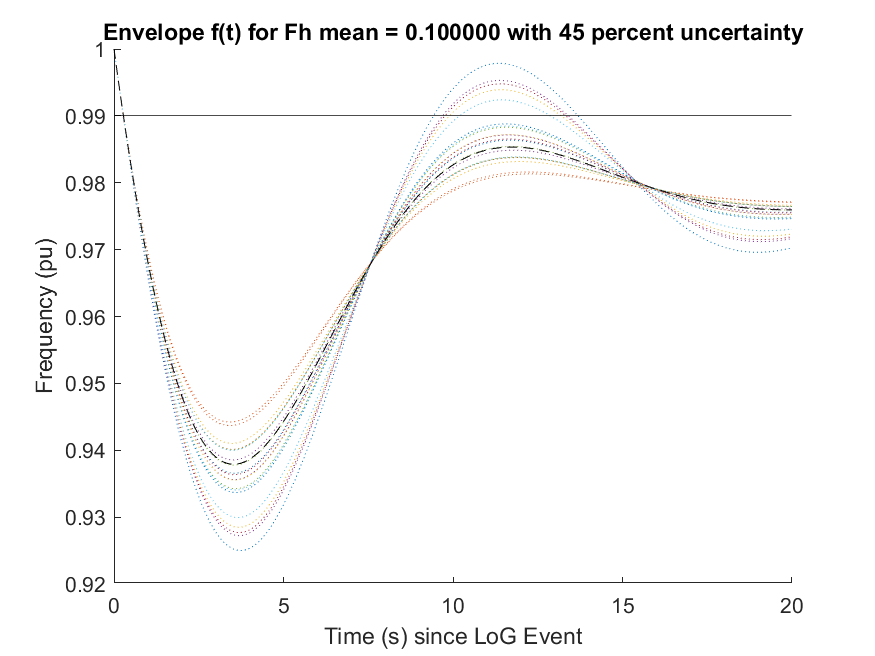 Envelope f(t) for Fh mean = 0.100000 with 45 percent uncertainty
1
0.99
0.98
0.97
0.96
0.95
0.94
0.93
0.92
Frequency (pu)
0 5 10 15 20
Time (s) since LoG Event